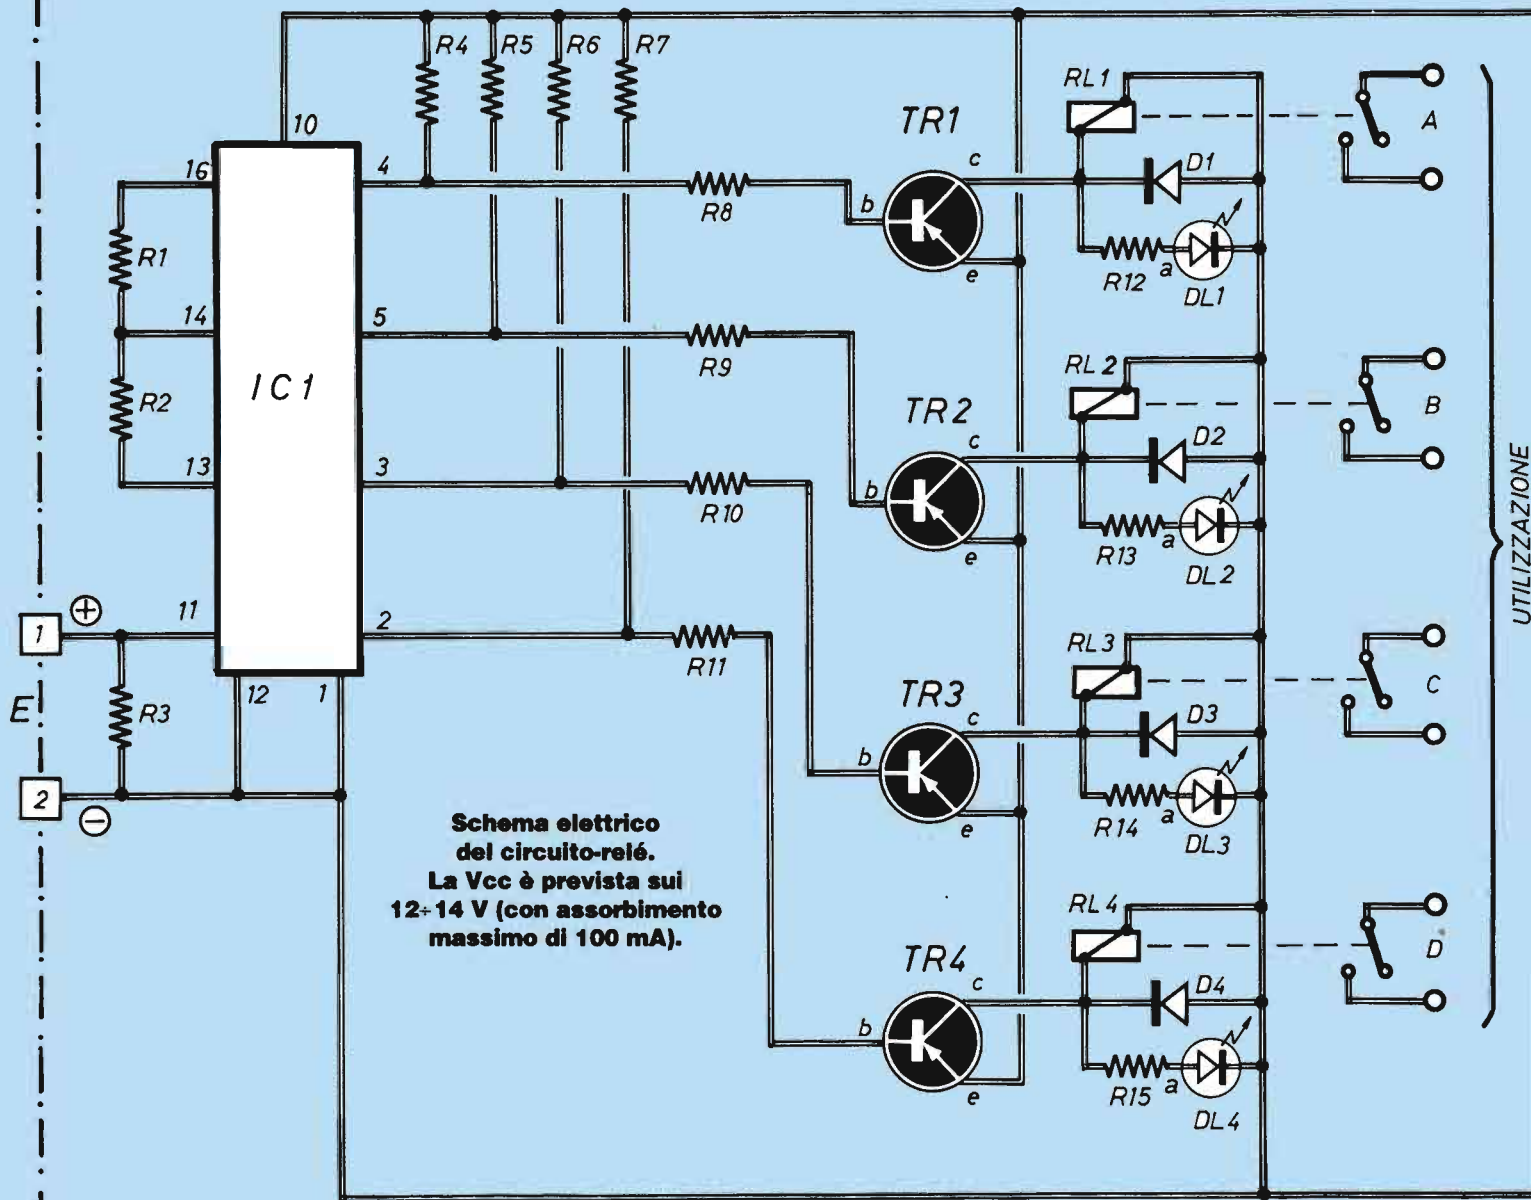 R4 R5 R6 R7
10
16 4
R1
R8
14 5
IC1
R2
R9
13 3
R10
1 + 11 2
R11
E
R3 12 1
2 −
TR1
c
b
e
TR2
c
b
e
TR3
c
b
e
TR4
c
b
e
RL1
D1
R12 a
DL1
A
RL2
D2
R13 a
DL2
B
RL3
D3
R14 a
DL3
C
RL4
D4
R15 a
DL4
D
UTILIZZAZIONE
Schema elettrico
del circuito-relé.
La Vcc è prevista sui
12÷14 V (con assorbimento
massimo di 100 mA).